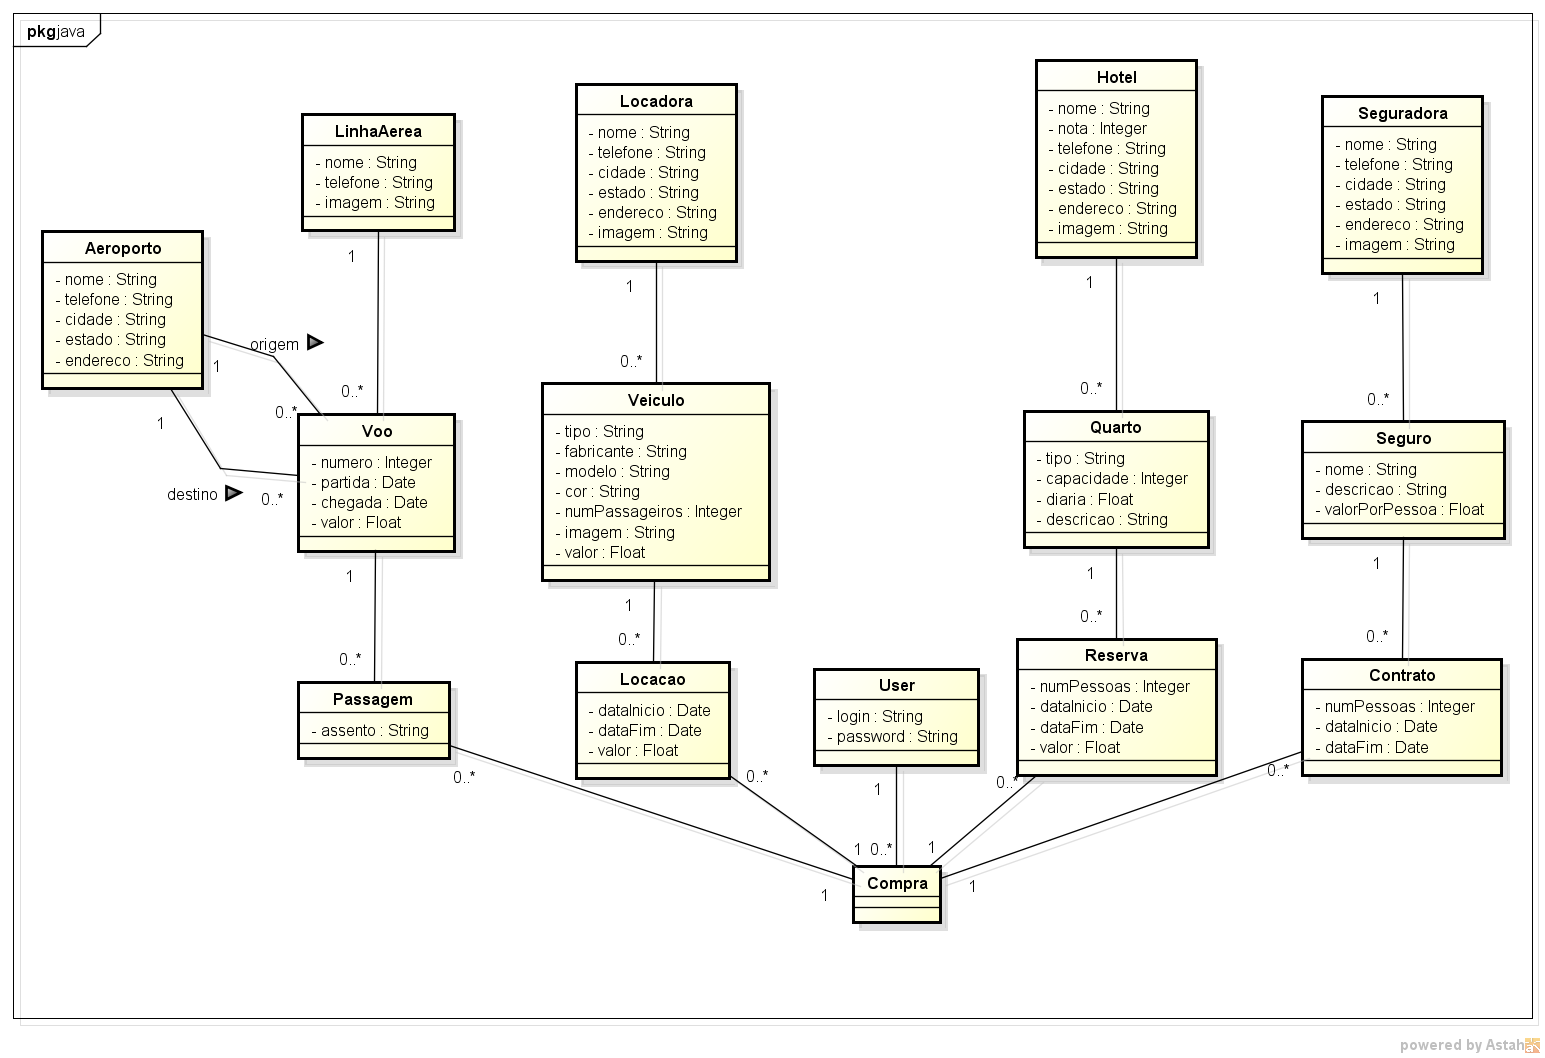 pkg java
LinhaAerea
- nome : String
- telefone : String
- imagem : String
1
0..*
Aeroporto
- nome : String
- telefone : String
- cidade : String
- estado : String
- endereco : String
origem
1
0..*
1
destino
0..*
Voo
- numero : Integer
- partida : Date
- chegada : Date
- valor : Float
1
0..*
Passagem
- assento : String
0..*
1
Locadora
- nome : String
- telefone : String
- cidade : String
- estado : String
- endereco : String
- imagem : String
1
0..*
Veiculo
- tipo : String
- fabricante : String
- modelo : String
- cor : String
- numPassageiros : Integer
- imagem : String
- valor : Float
1
0..*
Locacao
- dataInicio : Date
- dataFim : Date
- valor : Float
0..*
1
User
- login : String
- password : String
1
0..*
Compra
Hotel
- nome : String
- nota : Integer
- telefone : String
- cidade : String
- estado : String
- endereco : String
- imagem : String
1
0..*
Quarto
- tipo : String
- capacidade : Integer
- diaria : Float
- descricao : String
1
0..*
Reserva
- numPessoas : Integer
- dataInicio : Date
- dataFim : Date
- valor : Float
0..*
1
Seguradora
- nome : String
- telefone : String
- cidade : String
- estado : String
- endereco : String
- imagem : String
1
0..*
Seguro
- nome : String
- descricao : String
- valorPorPessoa : Float
1
0..*
Contrato
- numPessoas : Integer
- dataInicio : Date
- dataFim : Date
0..*
1
powered by Astah